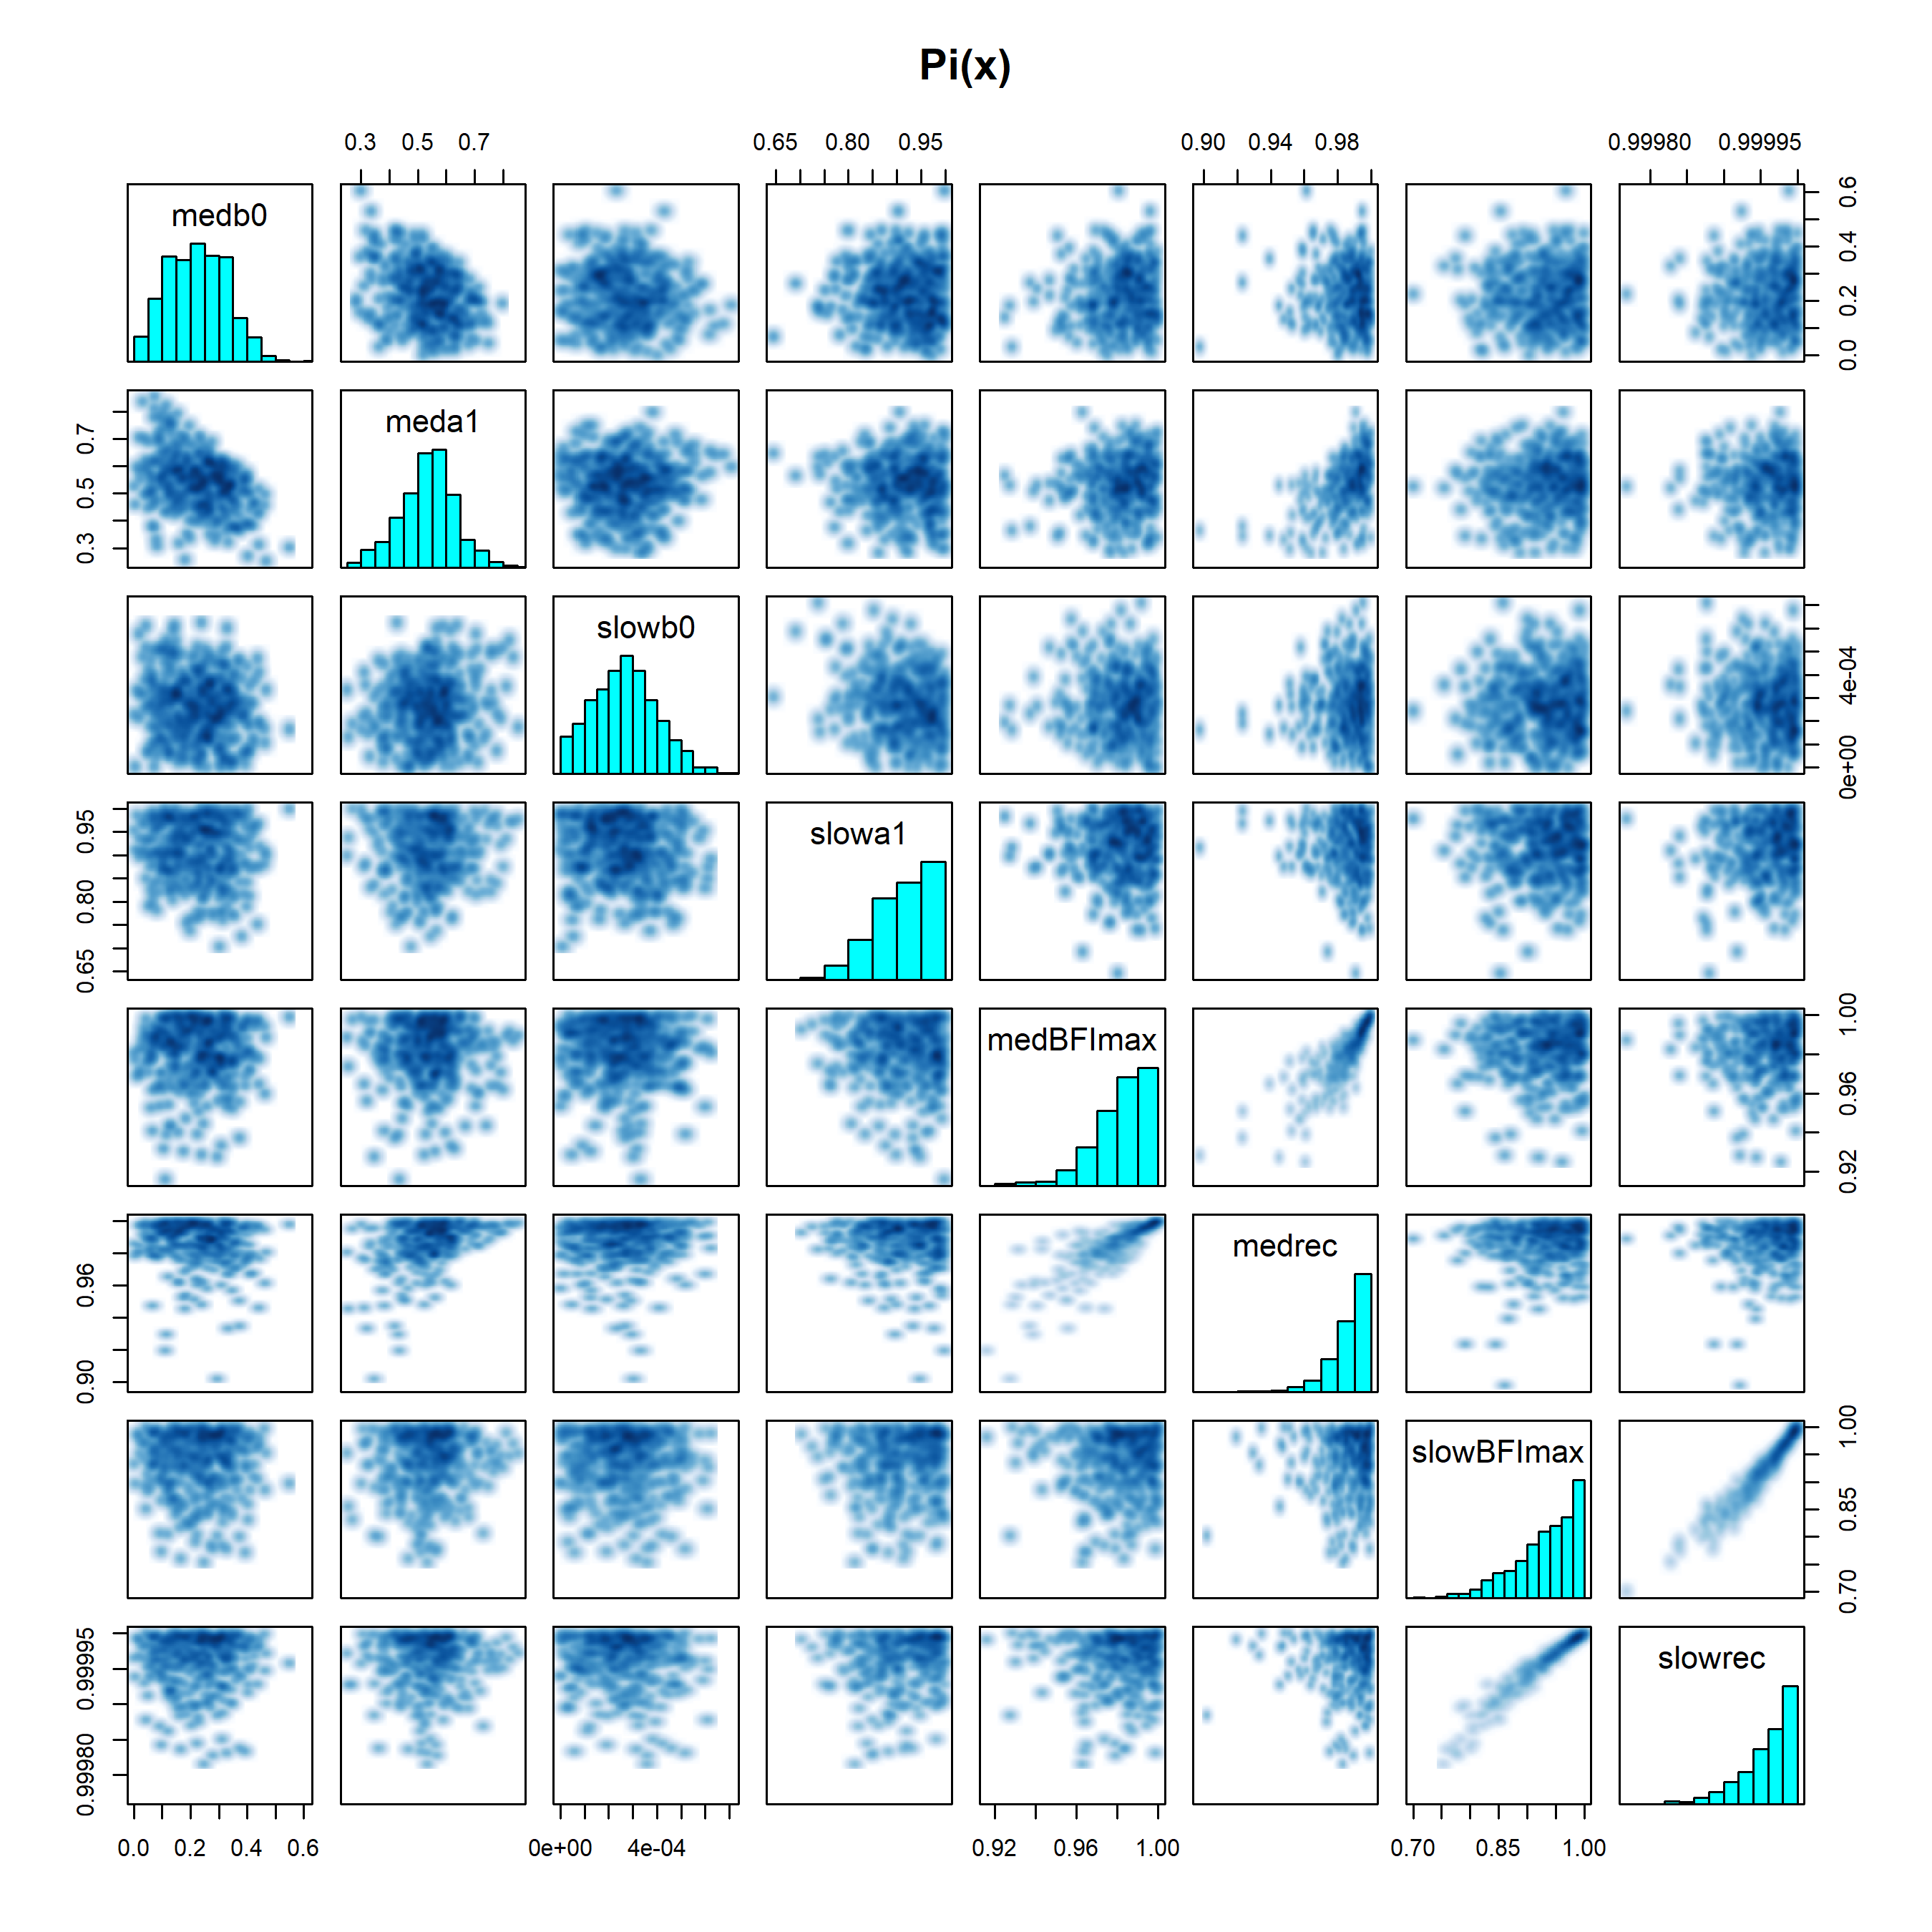 Pi(x)
0.3 0.5 0.7 0.65 0.80 0.95 0.90 0.94 0.98 0.99980 0.99995
medb0
0.0 0.2 0.4 0.6
meda1
0.3 0.5 0.7
slowb0
0e+00 4e-04
slowa1
0.65 0.80 0.95
medBFImax
0.92 0.96 1.00
medrec
0.90 0.96
slowBFImax
0.70 0.85 1.00
slowrec
0.99980 0.99995
0.0 0.2 0.4 0.6 0e+00 4e-04 0.92 0.96 1.00 0.70 0.85 1.00